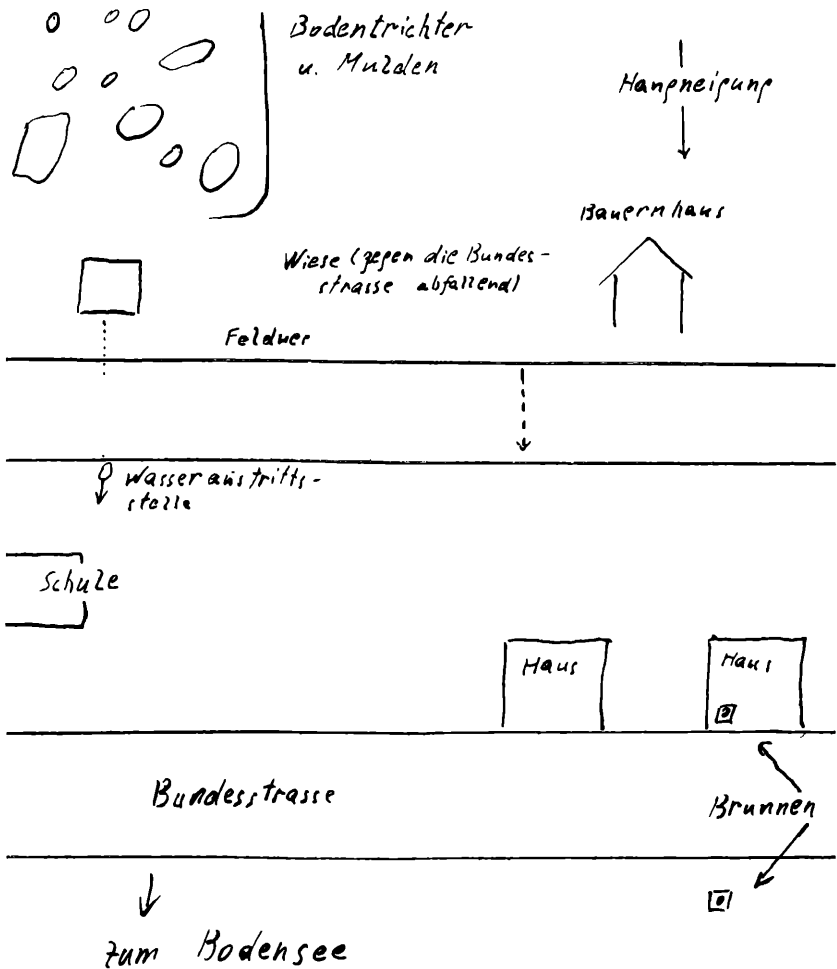 Bodentrichter
u. Mulden
Hangneigung
Bauernhaus
Wiese (gegen die Bundes-
strasse abfallend)
Feldweg
Wasseraustritts-
stelle
Schule
Haus
Haus
Bundesstrasse
Brunnen
zum Bodensee